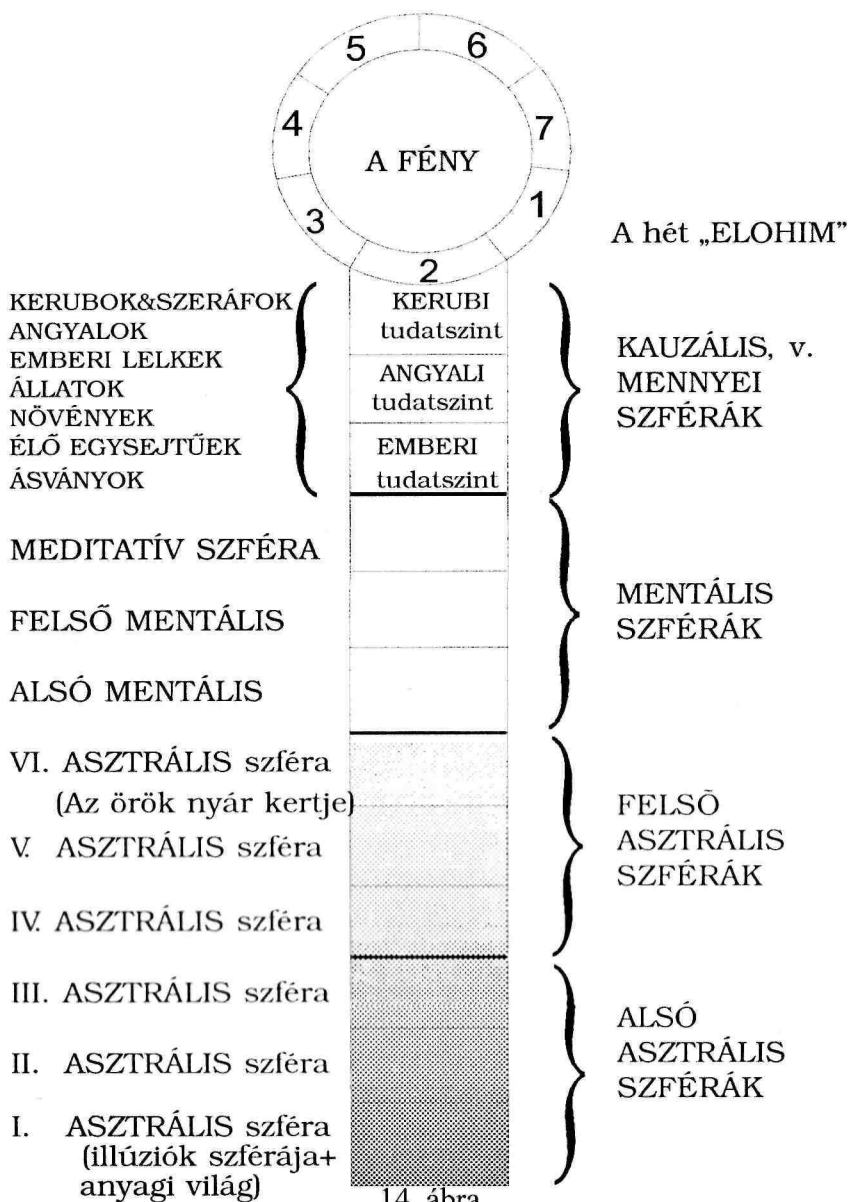 5
6
4
7
A FÉNY
3
1
2
A hét „ELOHIM”
KERUBOK&SZERÁFOK
ANGYALOK
EMBERI LELKEK
ÁLLATOK
NÖVÉNYEK
ÉLŐ EGYSEJTŰEK
ÁSVÁNYOK
KERUBI
tudatszint
ANGYALI
tudatszint
EMBERI
tudatszint
KAUZÁLIS, v.
MENNYEI
SZFÉRÁK
MEDITATÍV SZFÉRA
FELSŐ MENTÁLIS
ALSÓ MENTÁLIS
MENTÁLIS
SZFÉRÁK
VI. ASZTRÁLIS szféra
(Az örök nyár kertje)
V. ASZTRÁLIS szféra
IV. ASZTRÁLIS szféra
FELSÕ
ASZTRÁLIS
SZFÉRÁK
III. ASZTRÁLIS szféra
II. ASZTRÁLIS szféra
I. ASZTRÁLIS szféra
(illúziók szférája+
anyagi világ)
ALSÓ
ASZTRÁLIS
SZFÉRÁK
14. ábra